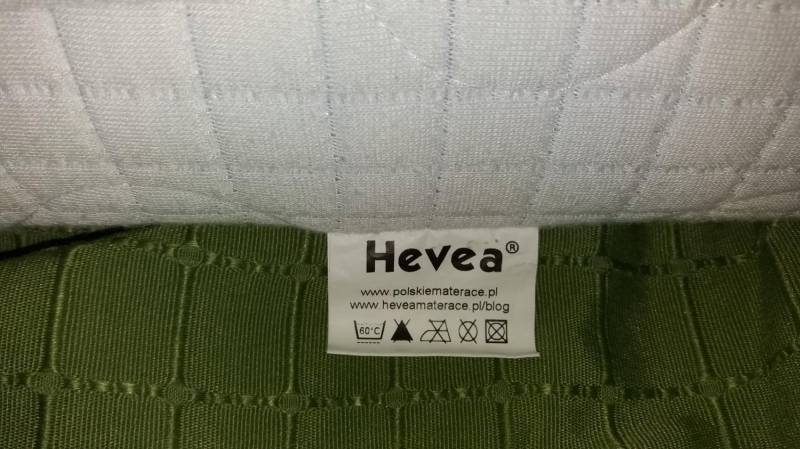 Hevea®
www.polskiematerace.pl
www.heveamaterace.pl/blog
60°C